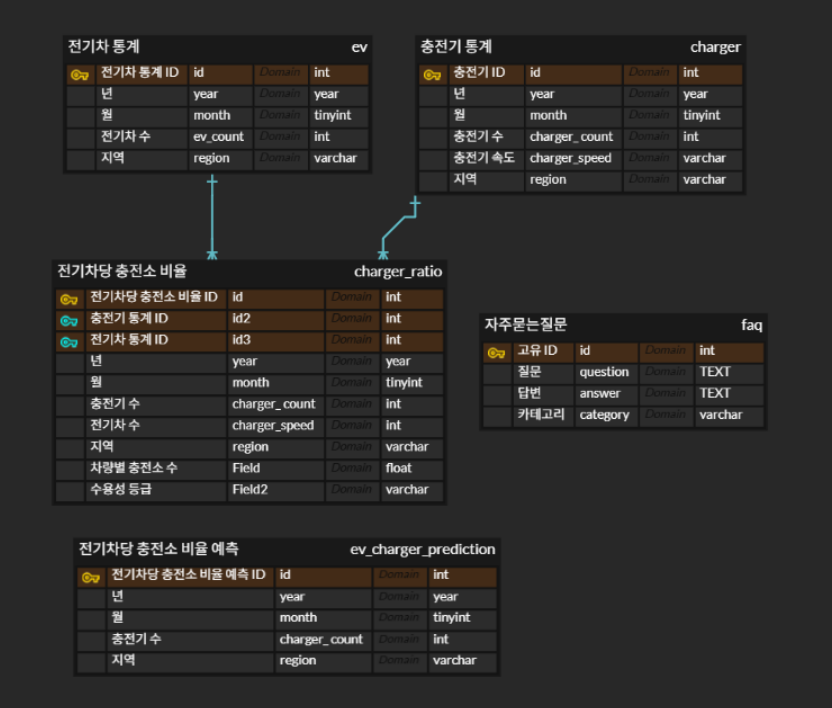 전기차 통계 ev
전기차 통계 ID id Domain int
년 year Domain year
월 month Domain tinyint
전기차 수 ev_count Domain int
지역 region Domain varchar
충전기 통계 charger
충전기 ID id Domain int
년 year Domain year
월 month Domain tinyint
충전기 수 charger_count Domain int
충전기 속도 charger_speed Domain varchar
지역 region Domain varchar
전기차당 충전소 비율 charger_ratio
전기차당 충전소 비율 ID id Domain int
충전기 통계 ID id2 Domain int
전기차 통계 ID id3 Domain int
년 year Domain year
월 month Domain tinyint
충전기 수 charger_count Domain int
전기차 수 charger_speed Domain int
지역 region Domain varchar
차량별 충전소 수 Field Domain float
수용성 등급 Field2 Domain varchar
자주묻는질문 faq
고유 ID id Domain int
질문 question Domain TEXT
답변 answer Domain TEXT
카테고리 category Domain varchar
전기차당 충전소 비율 예측 ev_charger_prediction
전기차당 충전소 비율 예측 ID id Domain int
년 year Domain year
월 month Domain tinyint
충전기 수 charger_count Domain int
지역 region Domain varchar